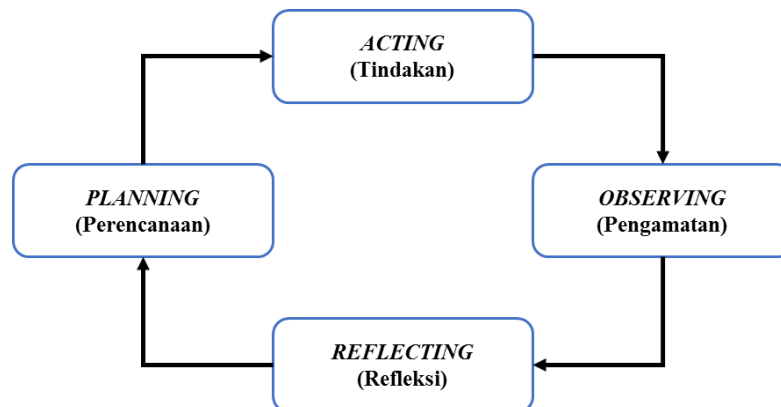 ACTING
(Tindakan)
PLANNING
(Perencanaan)
OBSERVING
(Pengamatan)
REFLECTING
(Refleksi)